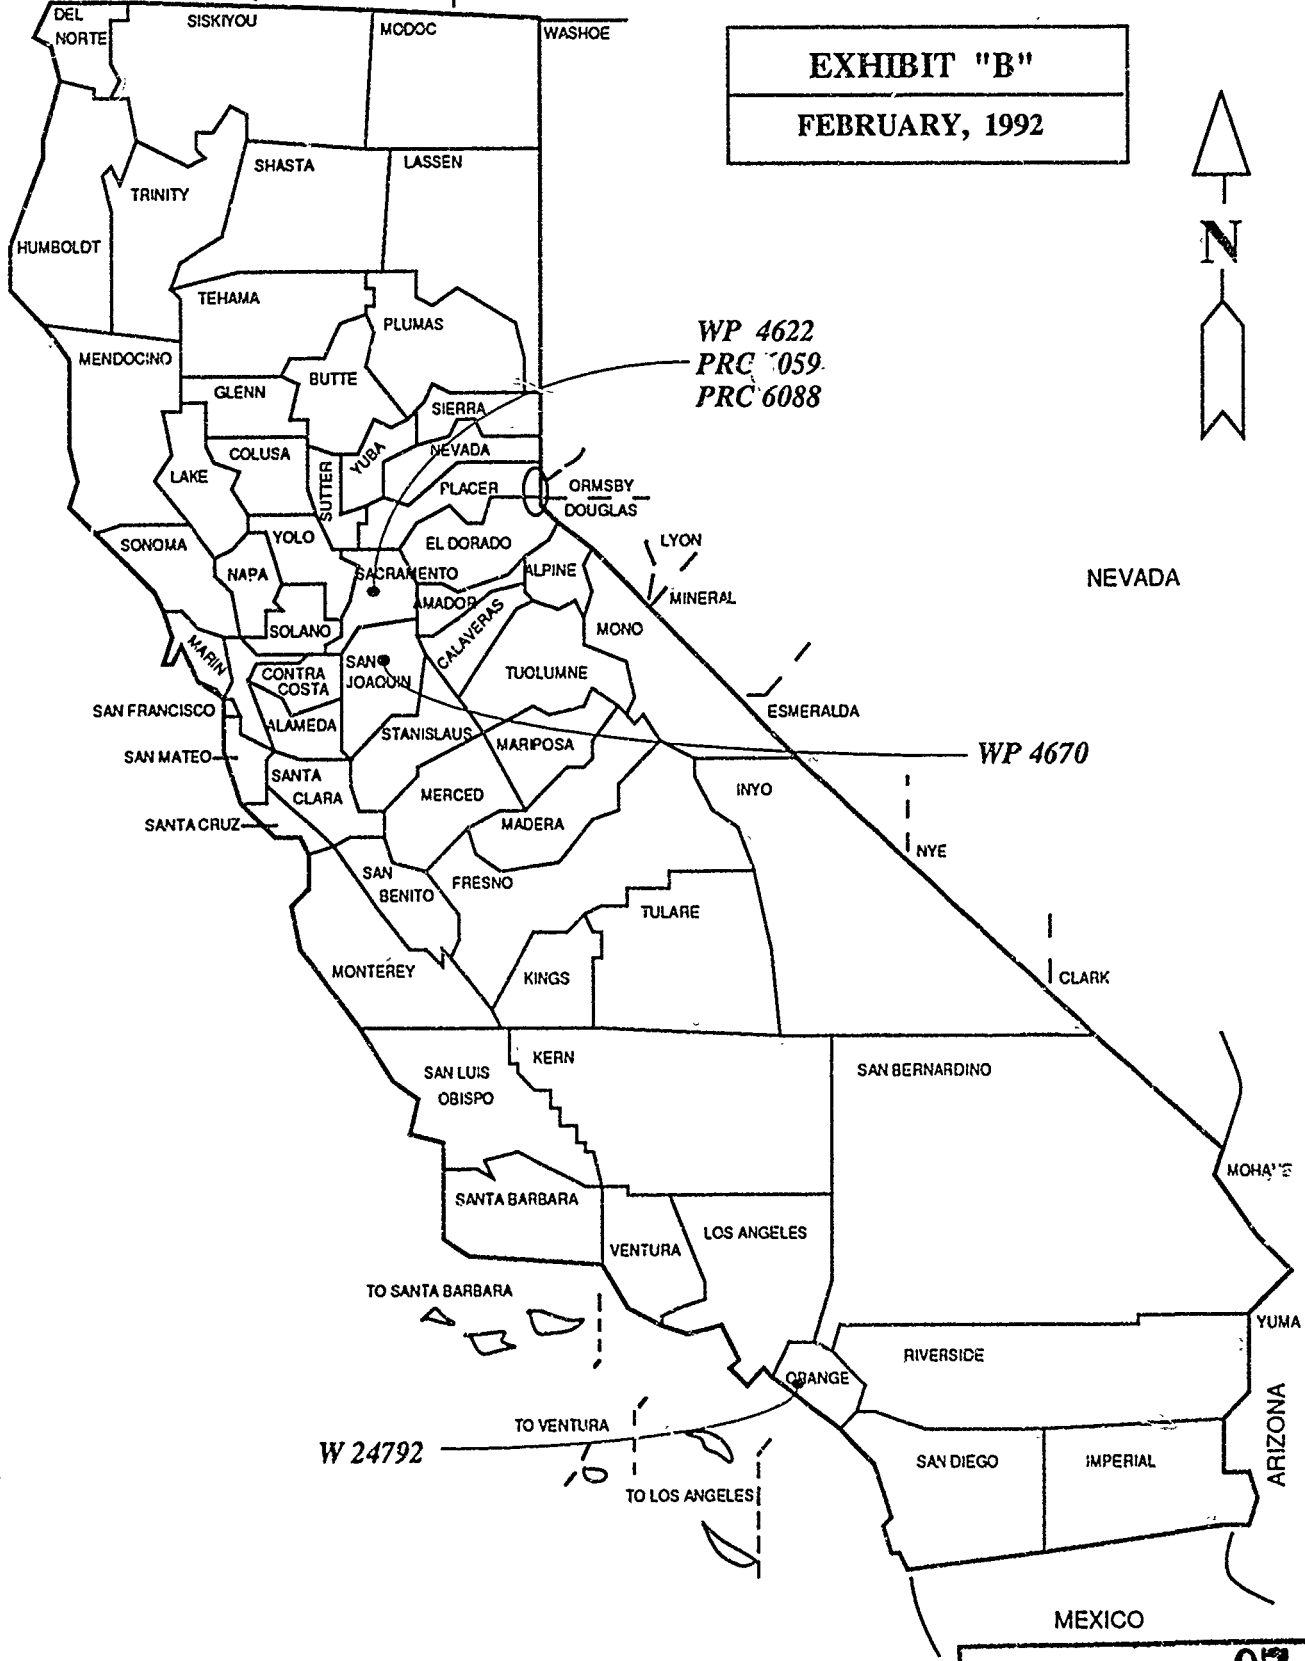 DEL
NORTE
SISKIYOU
MODOC
WASHOE
EXHIBIT "B"
FEBRUARY, 1992
N
SHASTA
LASSEN
TRINITY
HUMBOLDT
TEHAMA
PLUMAS
WP 4622
PRC 059
PRC 6088
MENDOCINO
GLENN
BUTTE
SIERRA
COLUSA
YUBA
NEVADA
LAKE
SUTTER
PLACER
ORMSBY
DOUGLAS
SONOMA
YOLO
EL DORADO
LYON
NAPA
SACRAMENTO
ALPINE
NEVADA
AMADOR
MINERAL
SOLANO
CALAVERAS
MONO
MARIN
CONTRA
COSTA
SAN
JOAQUIN
TUOLUMNE
SAN FRANCISCO
ALAMEDA
STANISLAUS
MARIPOSA
ESMERALDA
SAN MATEO
WP 4670
SANTA
CLARA
MERCED
INYO
SANTA CRUZ
MADERA
NYE
SAN
BENITO
FRESNO
TULARE
MONTEREY
KINGS
CLARK
SAN LUIS
OBISPO
KERN
SAN BERNARDINO
SANTA BARBARA
VENTURA
LOS ANGELES
TO SANTA BARBARA
YUMA
RIVERSIDE
ORANGE
ARIZONA
TO VENTURA
W 24792
SAN DIEGO
IMPERIAL
TO LOS ANGELES
MEXICO